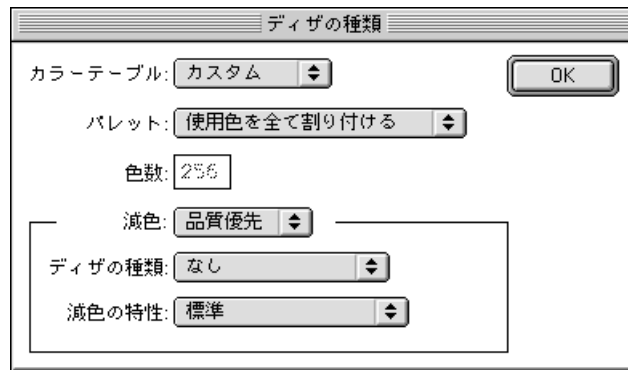 ディザの種類
カラーテーブル: カスタム OK
パレット: 使用色を全て割り付ける
色数: 256
減色: 品質優先
ディザの種類: なし
減色の特性: 標準